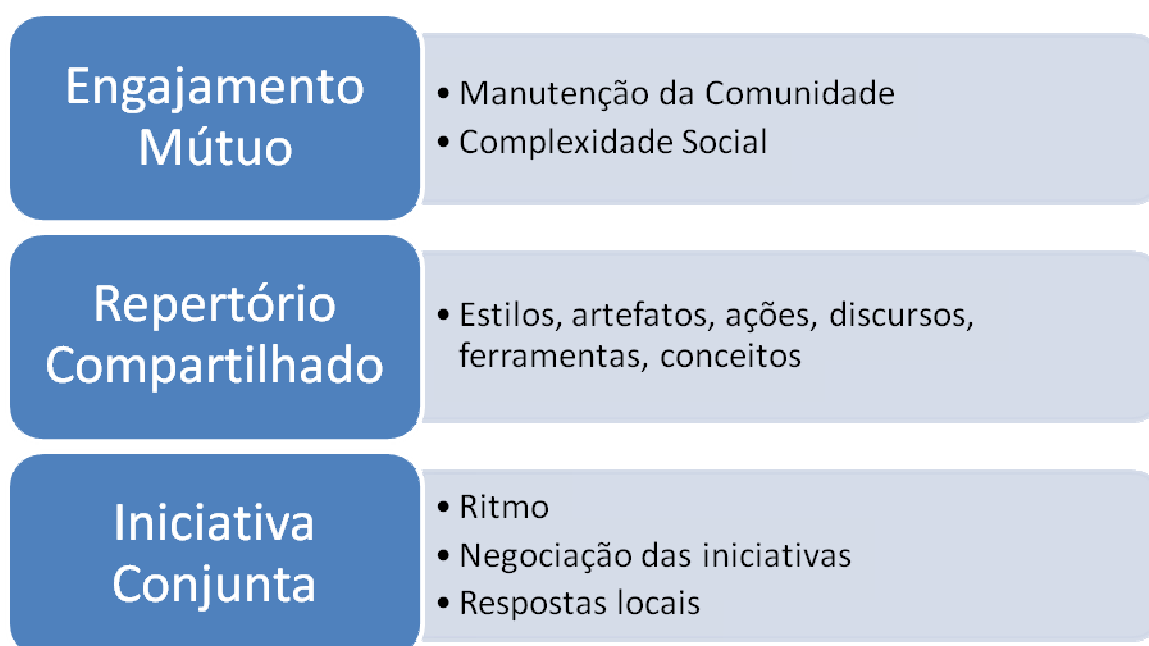 Engajamento
Mútuo
• Manutenção da Comunidade
• Complexidade Social
Repertório
Compartilhado
• Estilos, artefatos, ações, discursos,
ferramentas, conceitos
Iniciativa
Conjunta
• Ritmo
• Negociação das iniciativas
• Respostas locais